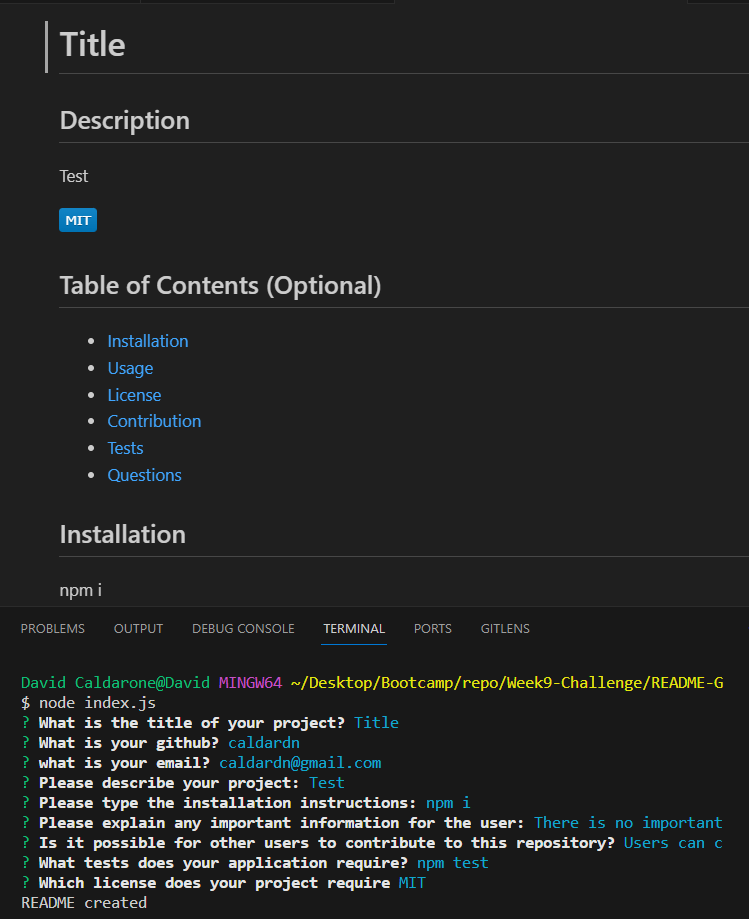 Title
Description
Test
MIT
Table of Contents (Optional)
Installation
Usage
License
Contribution
Tests
Questions
Installation
npm i
PROBLEMS OUTPUT DEBUG CONSOLE TERMINAL PORTS GITLENS
David Caldarone@David MINGW64 ~/Desktop/Bootcamp/repo/Week9-Challenge/README-G
$ node index.js
? What is the title of your project? Title
? What is your github? caldardn
? what is your email? caldardn@gmail.com
? Please describe your project: Test
? Please type the installation instructions: npm i
? Please explain any important information for the user: There is no important
? Is it possible for other users to contribute to this repository? Users can c
? What tests does your application require? npm test
? Which license does your project require MIT
README created